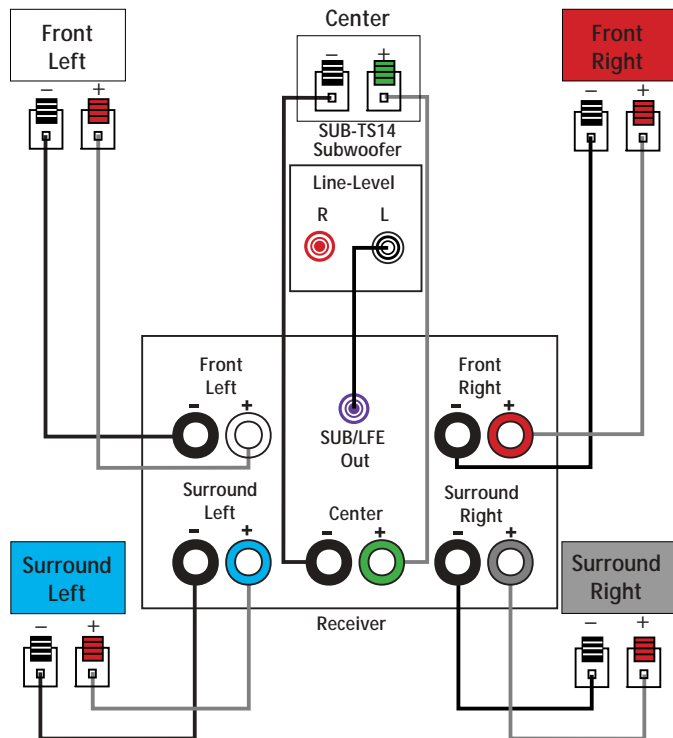 Center
Front
Left
Front
Right
- +
- +
- +
SUB-TS14
Subwoofer
Line-Level
R L
Front
Left
- +
Front
Right
- +
SUB/LFE
Out
Surround
Left
- +
Center
- +
Surround
Right
- +
Surround
Left
- +
Surround
Right
- +
Receiver